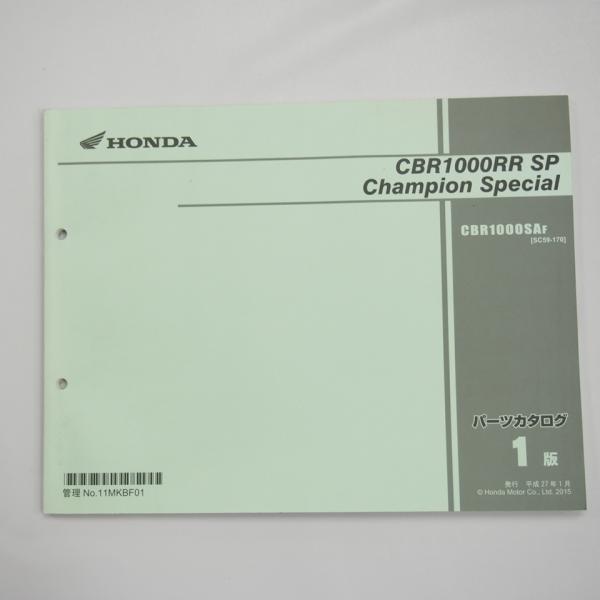 HONDA
CBR1000RR SP
Champion Special
CBR1000SAF
[SC59-170]
パーツカタログ
1版
発行 平成27年1月
© Honda Motor Co., Ltd. 2015
管理 No.11MKBF01